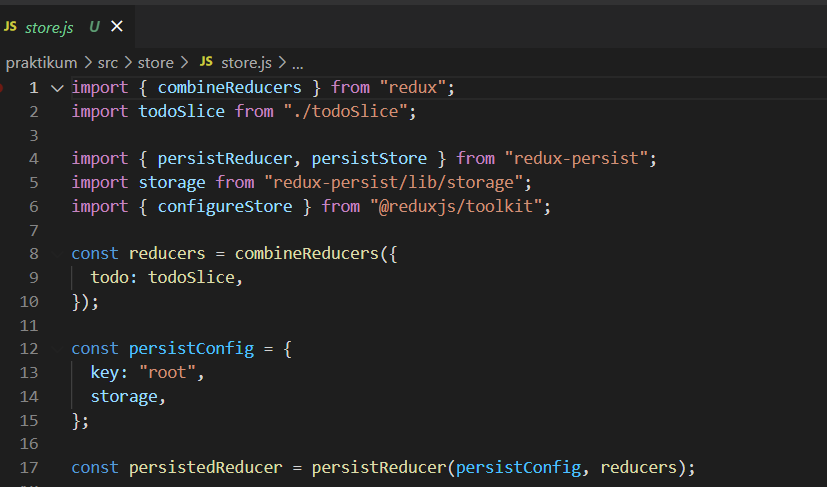 JS store.js U ×
praktikum > src > store > JS store.js > ...
1 import { combineReducers } from "redux";
2 import todoSlice from "./todoSlice";
3
4 import { persistReducer, persistStore } from "redux-persist";
5 import storage from "redux-persist/lib/storage";
6 import { configureStore } from "@reduxjs/toolkit";
7
8 const reducers = combineReducers({
9   todo: todoSlice,
10 });
11
12 const persistConfig = {
13   key: "root",
14   storage,
15 };
16
17 const persistedReducer = persistReducer(persistConfig, reducers);